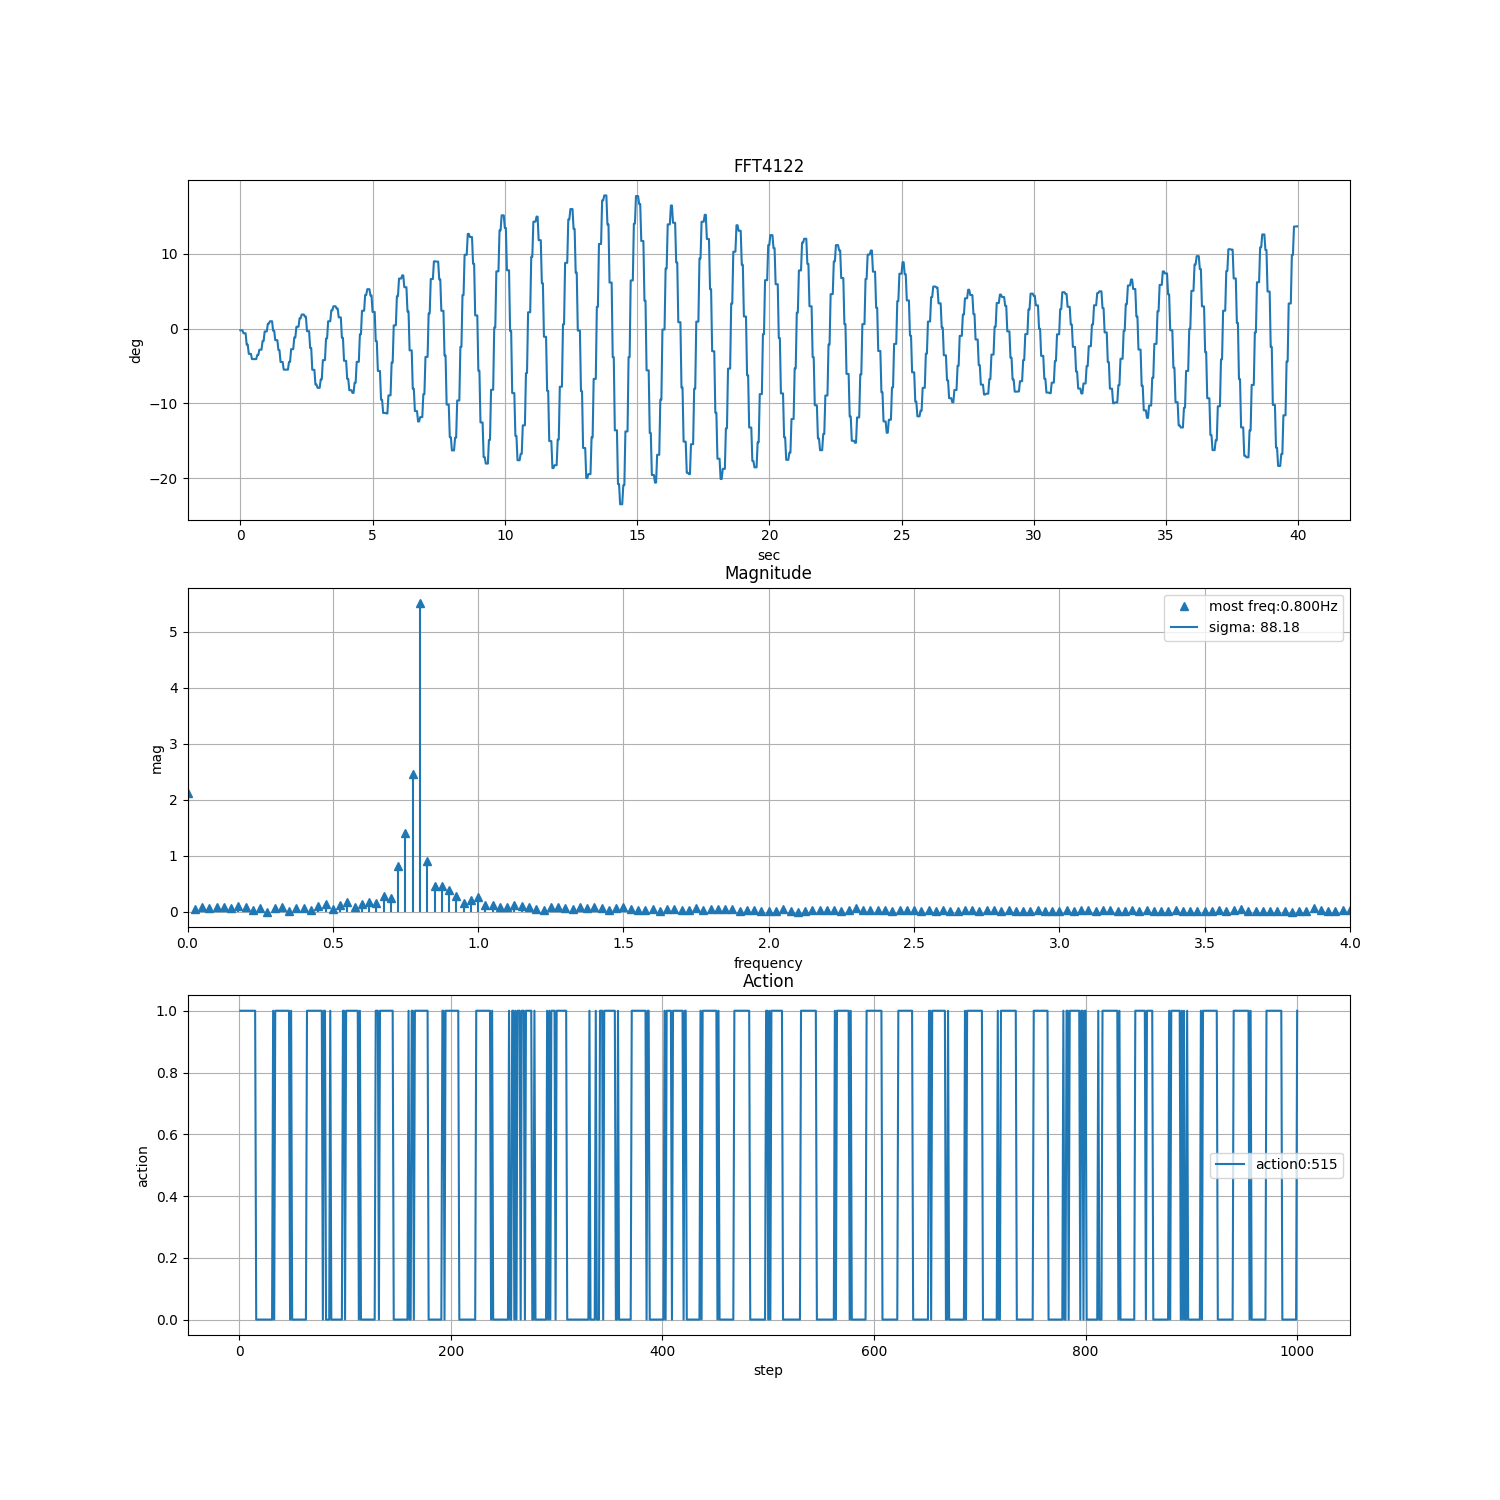 FFT4122
10
0
−10
−20
deg
0 5 10 15 20 25 30 35 40
sec
Magnitude
most freq:0.800Hz
sigma: 88.18
5
4
3
2
1
0
mag
0.0 0.5 1.0 1.5 2.0 2.5 3.0 3.5 4.0
frequency
Action
1.0
0.8
0.6
0.4
0.2
0.0
action
action0:515
0 200 400 600 800 1000
step